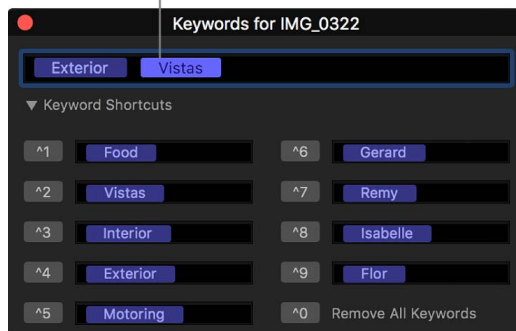 Keywords for IMG_0322
Exterior Vistas
▼ Keyword Shortcuts
^1 Food ^6 Gerard
^2 Vistas ^7 Remy
^3 Interior ^8 Isabelle
^4 Exterior ^9 Flor
^5 Motoring ^0 Remove All Keywords